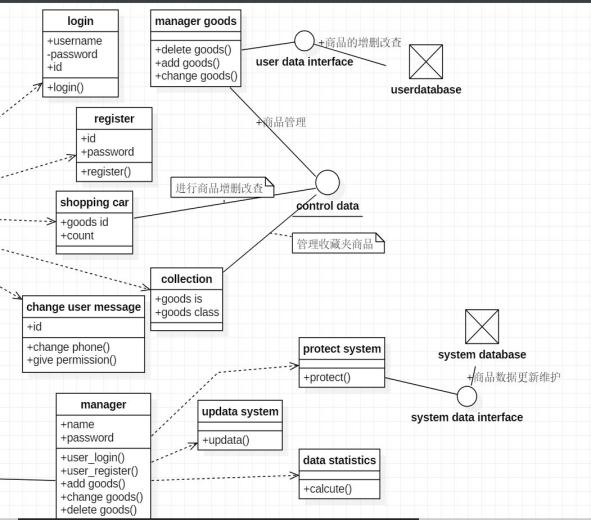 login
+username
-password
+id
+login()
manager goods
+delete goods()
+add goods()
+change goods()
+商品的增删改查
user data interface
userdatabase
register
+id
+password
+register()
+商品管理
shopping car
+goods id
+count
进行商品增删改查
control data
管理收藏夹商品
collection
+goods is
+goods class
change user message
+id
+change phone()
+give permission()
protect system
+protect()
system database
+商品数据更新维护
system data interface
manager
+name
+password
+user_login()
+user_register()
+add goods()
+change goods()
+delete goods()
updata system
+updata()
data statistics
+calcute()